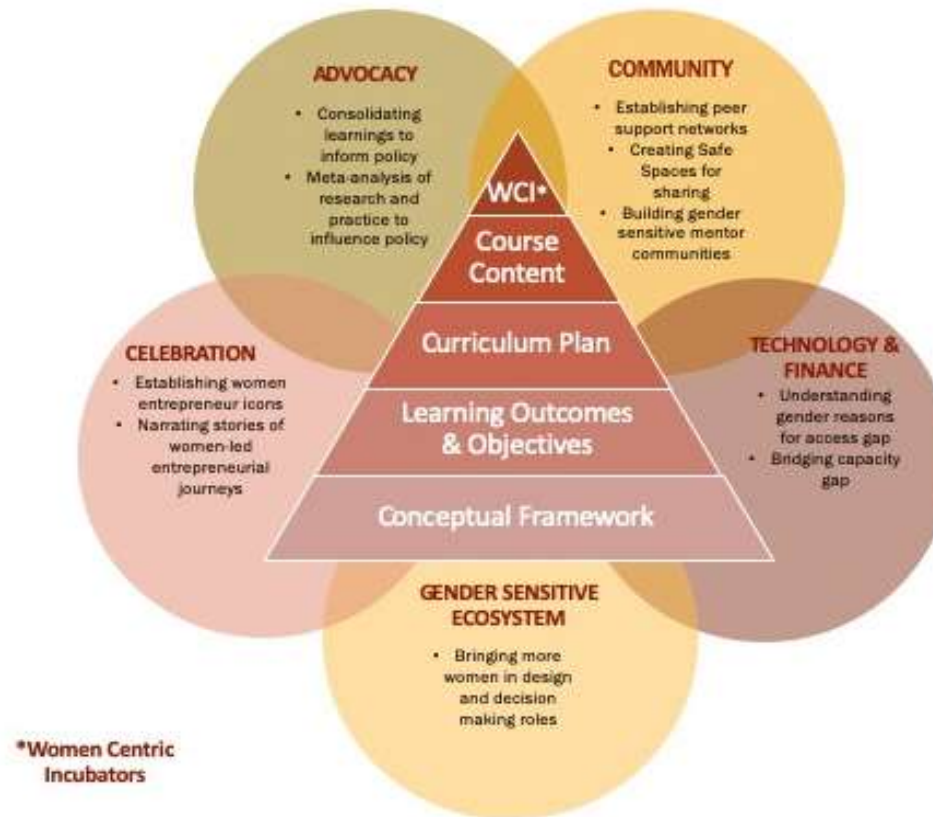 ADVOCACY
• Consolidating
learnings to
inform policy
• Meta-analysis of
research and
practice to
influence policy
COMMUNITY
• Establishing peer
support networks
• Creating Safe
Spaces for
sharing
• Building gender
sensitive mentor
communities
WCI*
Course
Content
Curriculum Plan
Learning Outcomes
& Objectives
Conceptual Framework
CELEBRATION
• Establishing women
entrepreneur icons
• Narrating stories of
women-led
entrepreneurial
journeys
TECHNOLOGY &
FINANCE
• Understanding
gender reasons
for access gap
• Bridging capacity
gap
GENDER SENSITIVE
ECOSYSTEM
• Bringing more
women in design
and decision
making roles
*Women Centric
Incubators